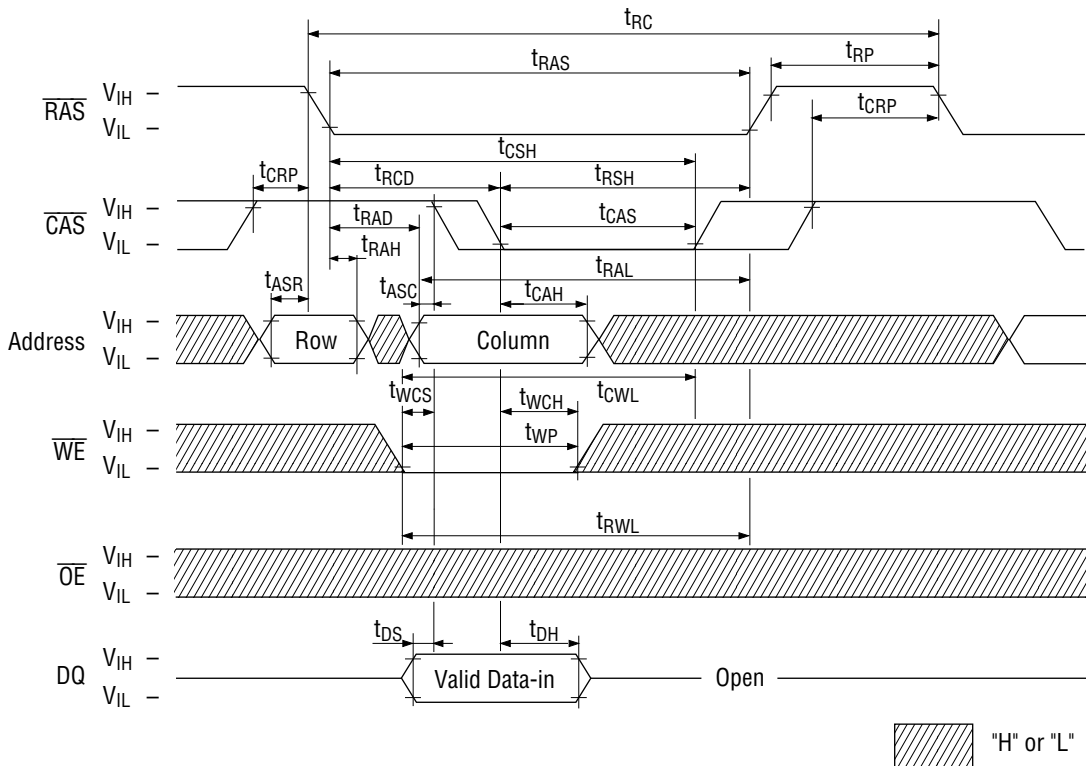 tRC
tRAS
tRP
RAS
VIH –
VIL –
tCRP
tCSH
tCRP
tRCD
tRSH
CAS
VIH –
VIL –
tRAD
tCAS
tRAH
tRAL
tASR
tASC
tCAH
Address
VIH –
VIL –
Row
Column
tWCS
tCWL
tWCH
WE
VIH –
VIL –
tWP
tRWL
OE
VIH –
VIL –
tDS
tDH
DQ
VIH –
VIL –
Valid Data-in
Open
"H" or "L"